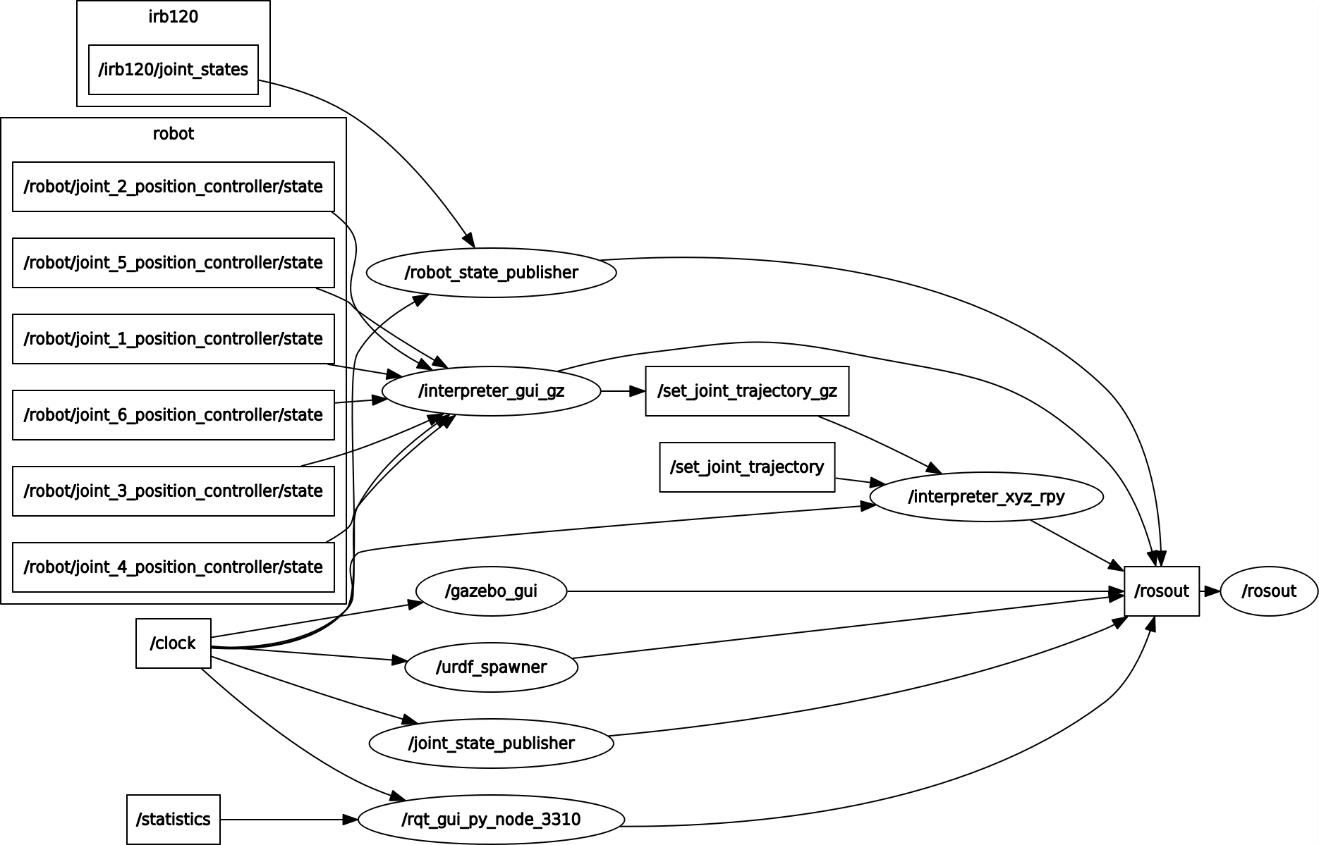 irb120
/irb120/joint_states
robot
/robot/joint_2_position_controller/state
/robot/joint_5_position_controller/state
/robot/joint_1_position_controller/state
/robot/joint_6_position_controller/state
/robot/joint_3_position_controller/state
/robot/joint_4_position_controller/state
/clock
/statistics
/robot_state_publisher
/interpreter_gui_gz
/gazebo_gui
/urdf_spawner
/joint_state_publisher
/rqt_gui_py_node_3310
/set_joint_trajectory_gz
/set_joint_trajectory
/interpreter_xyz_rpy
/rosout
/rosout